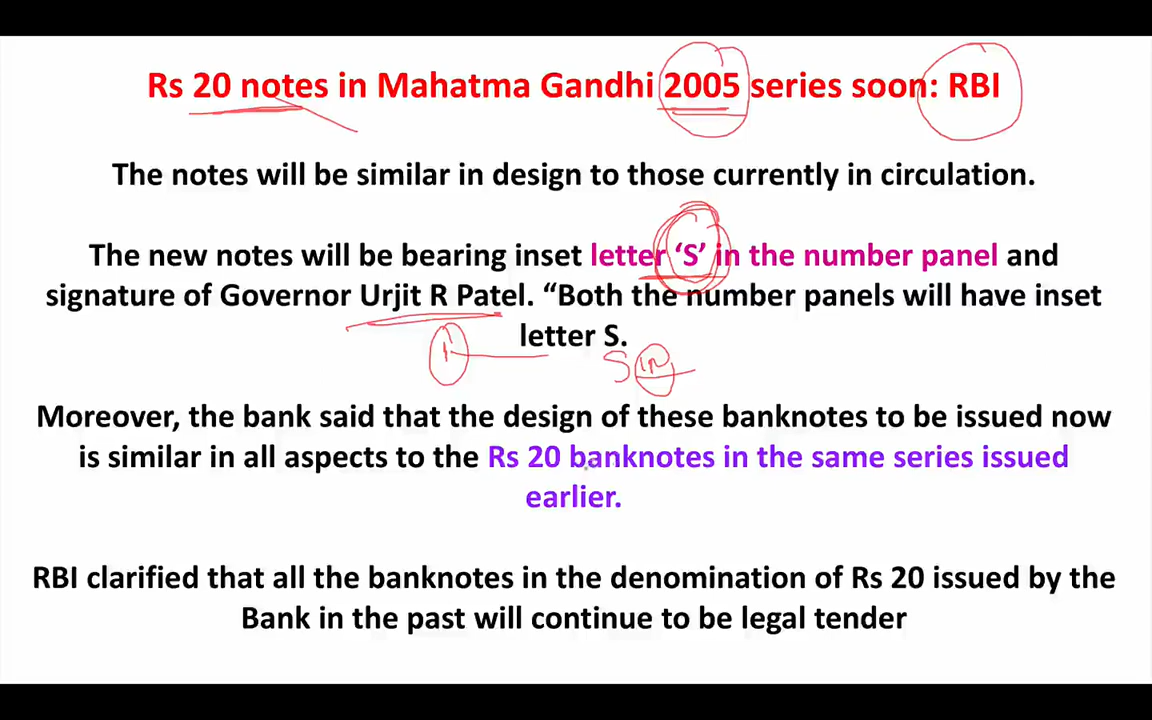 Rs 20 notes in Mahatma Gandhi 2005 series soon: RBI
The notes will be similar in design to those currently in circulation.
The new notes will be bearing inset letter ‘S’ in the number panel and
signature of Governor Urjit R Patel. “Both the number panels will have inset
letter S.
Moreover, the bank said that the design of these banknotes to be issued now
is similar in all aspects to the Rs 20 banknotes in the same series issued
earlier.
RBI clarified that all the banknotes in the denomination of Rs 20 issued by the
Bank in the past will continue to be legal tender